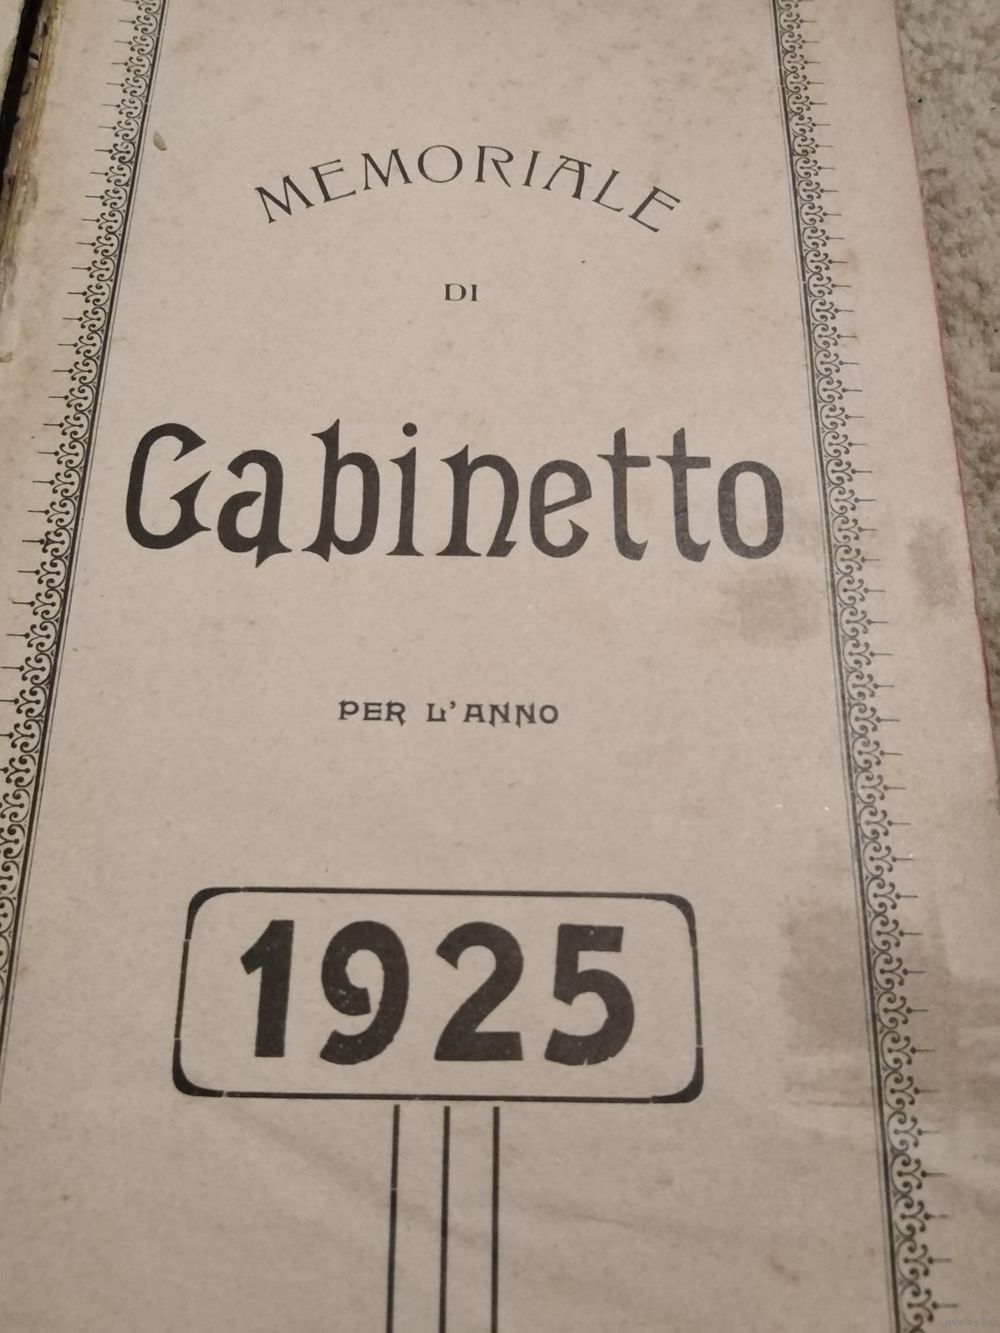 MEMORIALE
DI
Gabinetto
PER L'ANNO
1925